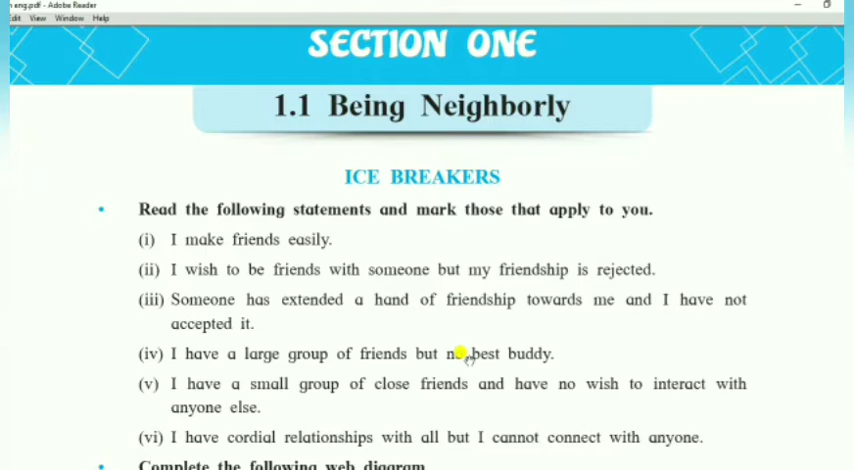 eng.pdf - Adobe Reader
Edit View Window Help
SECTION ONE
1.1 Being Neighborly
ICE BREAKERS
• Read the following statements and mark those that apply to you.
(i) I make friends easily.
(ii) I wish to be friends with someone but my friendship is rejected.
(iii) Someone has extended a hand of friendship towards me and I have not
accepted it.
(iv) I have a large group of friends but no best buddy.
(v) I have a small group of close friends and have no wish to interact with
anyone else.
(vi) I have cordial relationships with all but I cannot connect with anyone.
• Complete the following web diagram